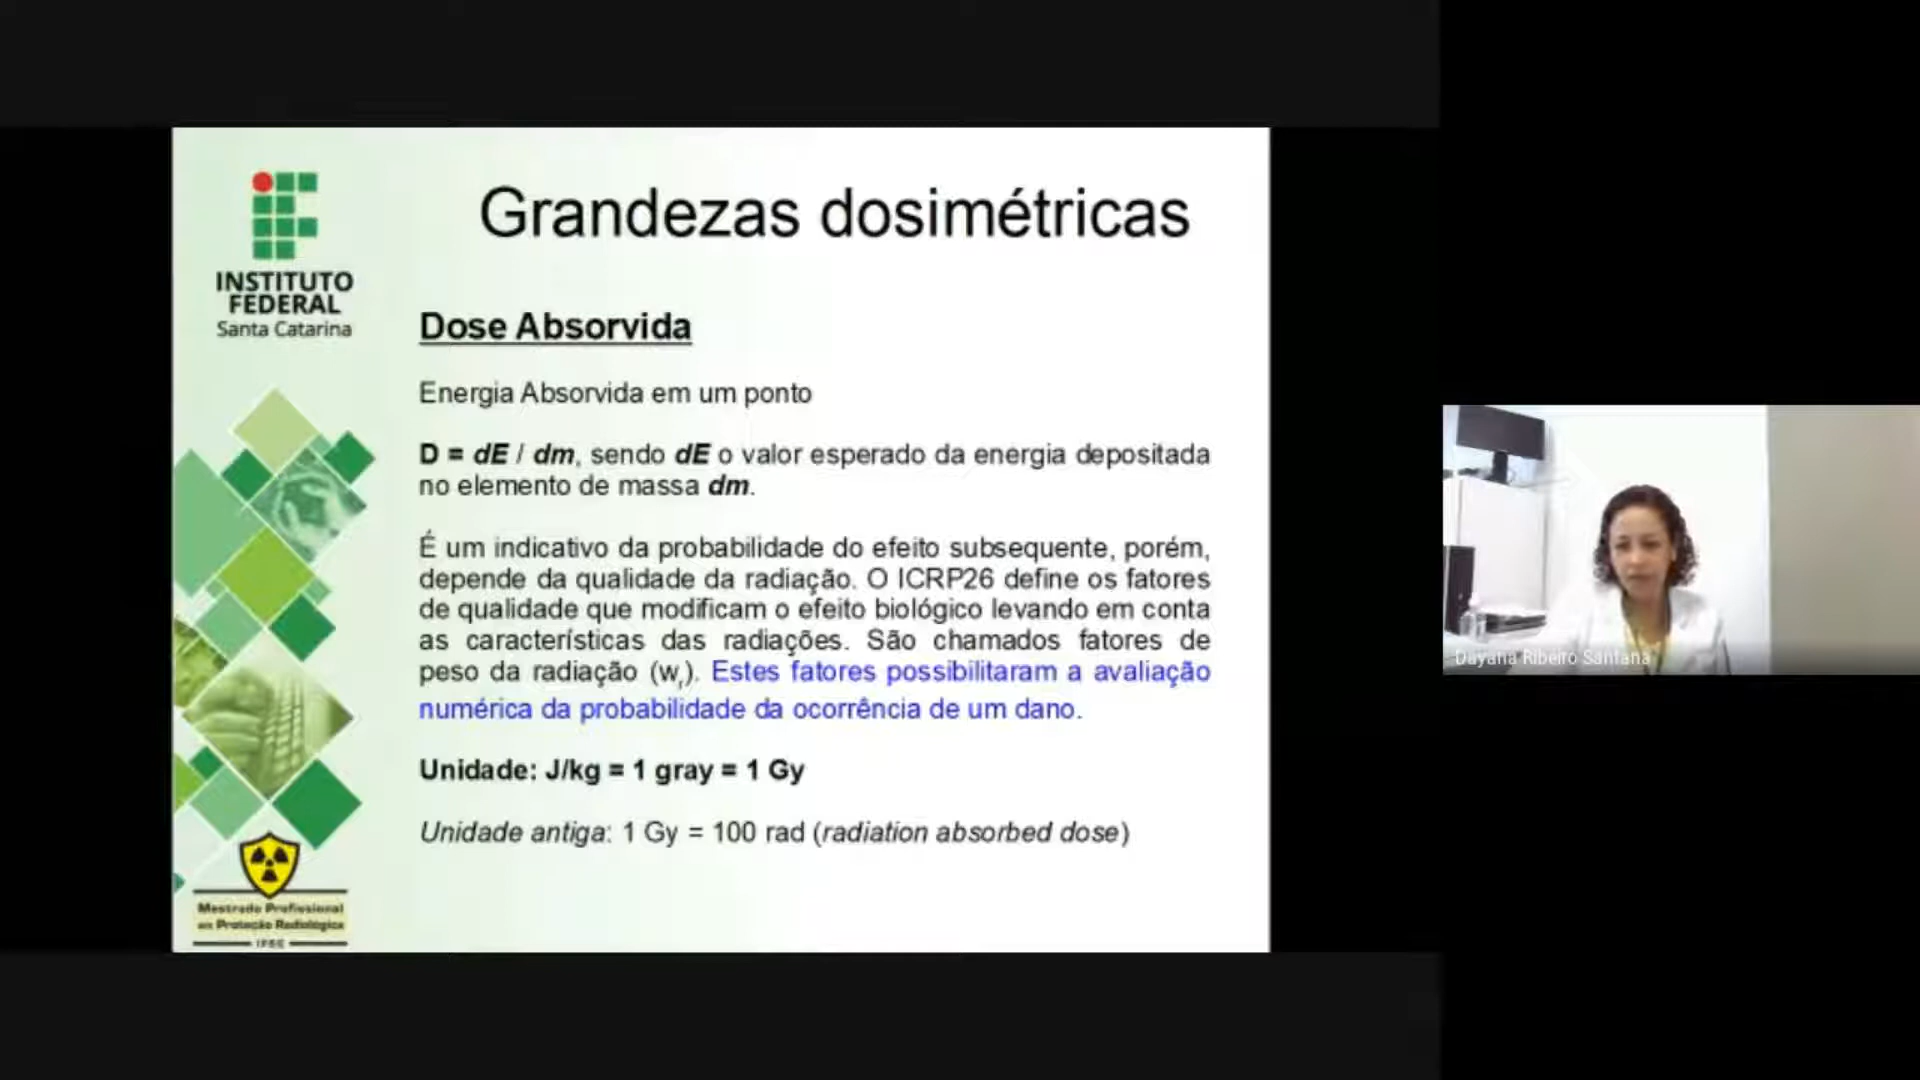 INSTITUTO
FEDERAL
Santa Catarina
Grandezas dosimétricas
Dose Absorvida
Energia Absorvida em um ponto
D = dE / dm, sendo dE o valor esperado da energia depositada
no elemento de massa dm.
É um indicativo da probabilidade do efeito subsequente, porém,
depende da qualidade da radiação. O ICRP26 define os fatores
de qualidade que modificam o efeito biológico levando em conta
as características das radiações. São chamados fatores de
peso da radiação (wr). Estes fatores possibilitaram a avaliação
numérica da probabilidade da ocorrência de um dano.
Unidade: J/kg = 1 gray = 1 Gy
Unidade antiga: 1 Gy = 100 rad (radiation absorbed dose)
Mestrado Profissional
em Proteção Radiológica
IFSC
Dayana Ribeiro Santana